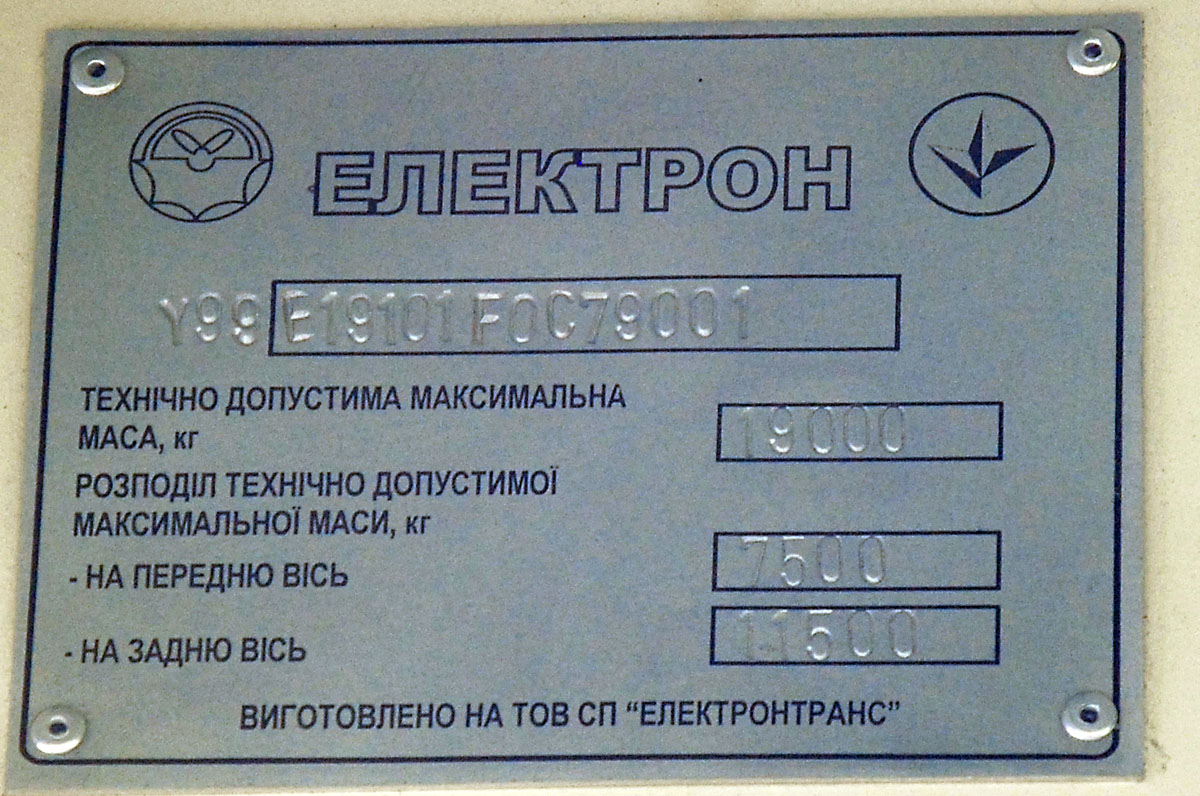 ЕЛЕКТРОН
Y99E19101F0C79001
ТЕХНІЧНО ДОПУСТИМА МАКСИМАЛЬНА
МАСА, кг
19000
РОЗПОДІЛ ТЕХНІЧНО ДОПУСТИМОЇ
МАКСИМАЛЬНОЇ МАСИ, кг
- НА ПЕРЕДНЮ ВІСЬ 7500
- НА ЗАДНЮ ВІСЬ 11500
ВИГОТОВЛЕНО НА ТОВ СП “ЕЛЕКТРОНТРАНС”